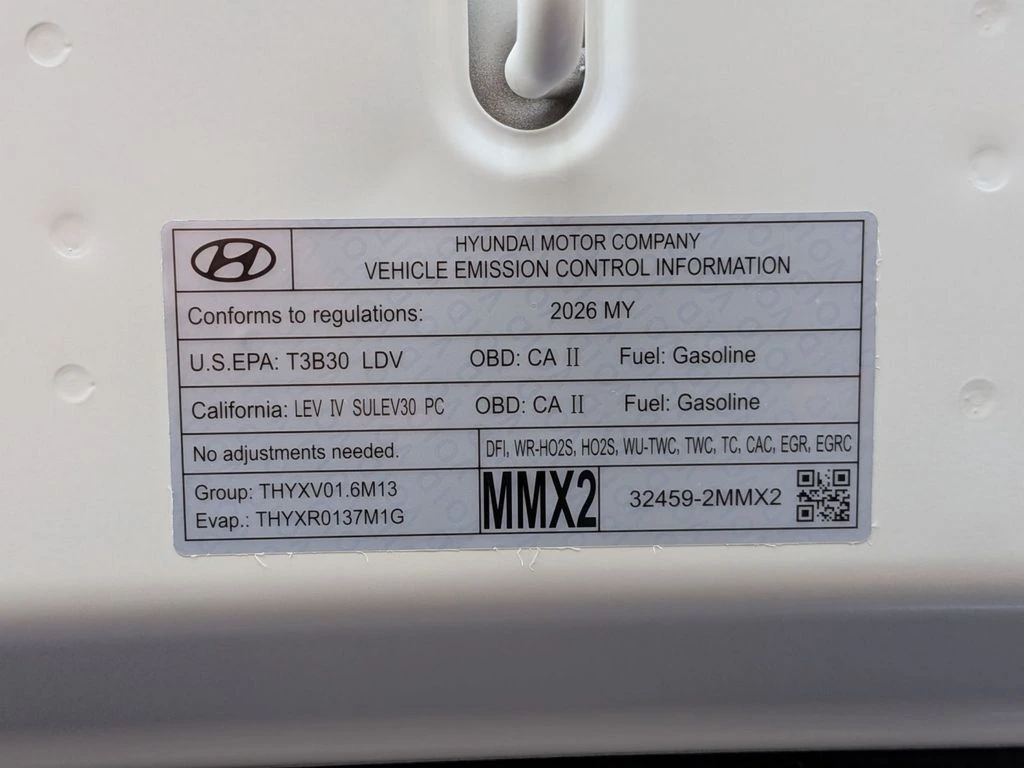 HYUNDAI MOTOR COMPANY
VEHICLE EMISSION CONTROL INFORMATION
Conforms to regulations: 2026 MY
U.S.EPA: T3B30 LDV OBD: CA II Fuel: Gasoline
California: LEV IV SULEV30 PC OBD: CA II Fuel: Gasoline
No adjustments needed. DFI, WR-HO2S, HO2S, WU-TWC, TWC, TC, CAC, EGR, EGRC
Group: THYXV01.6M13
Evap.: THYXR0137M1G
MMX2 32459-2MMX2